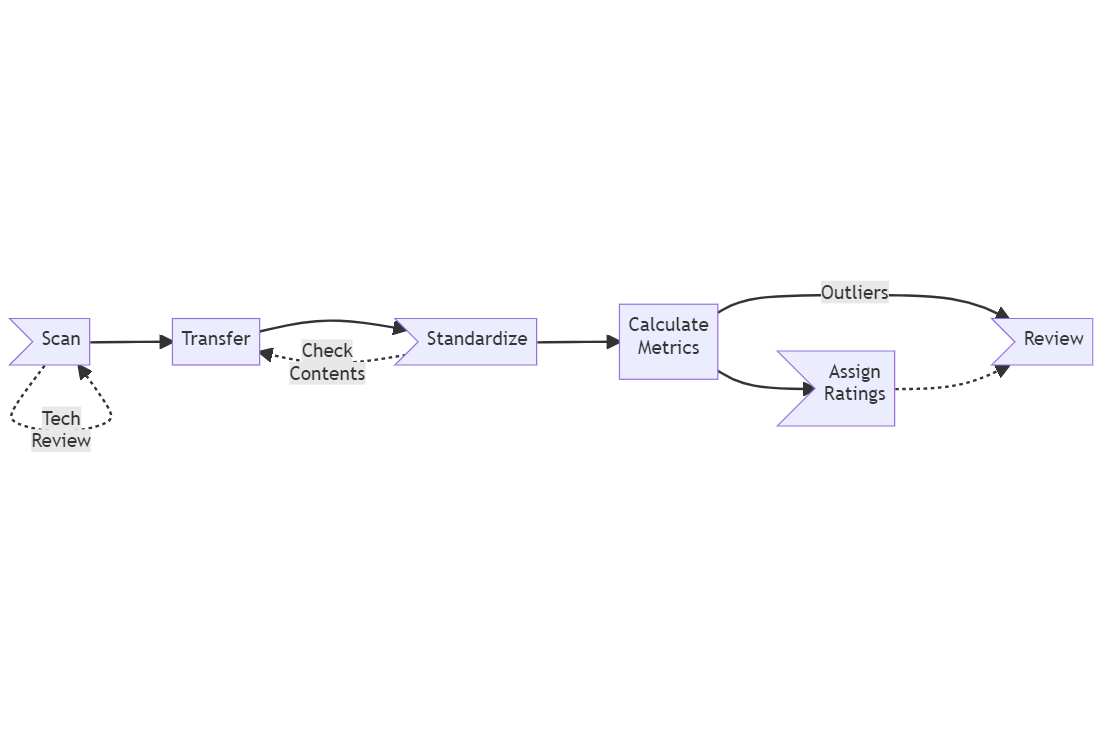 Scan
Tech
Review
Transfer
Check
Contents
Standardize
Calculate
Metrics
Outliers
Assign
Ratings
Review